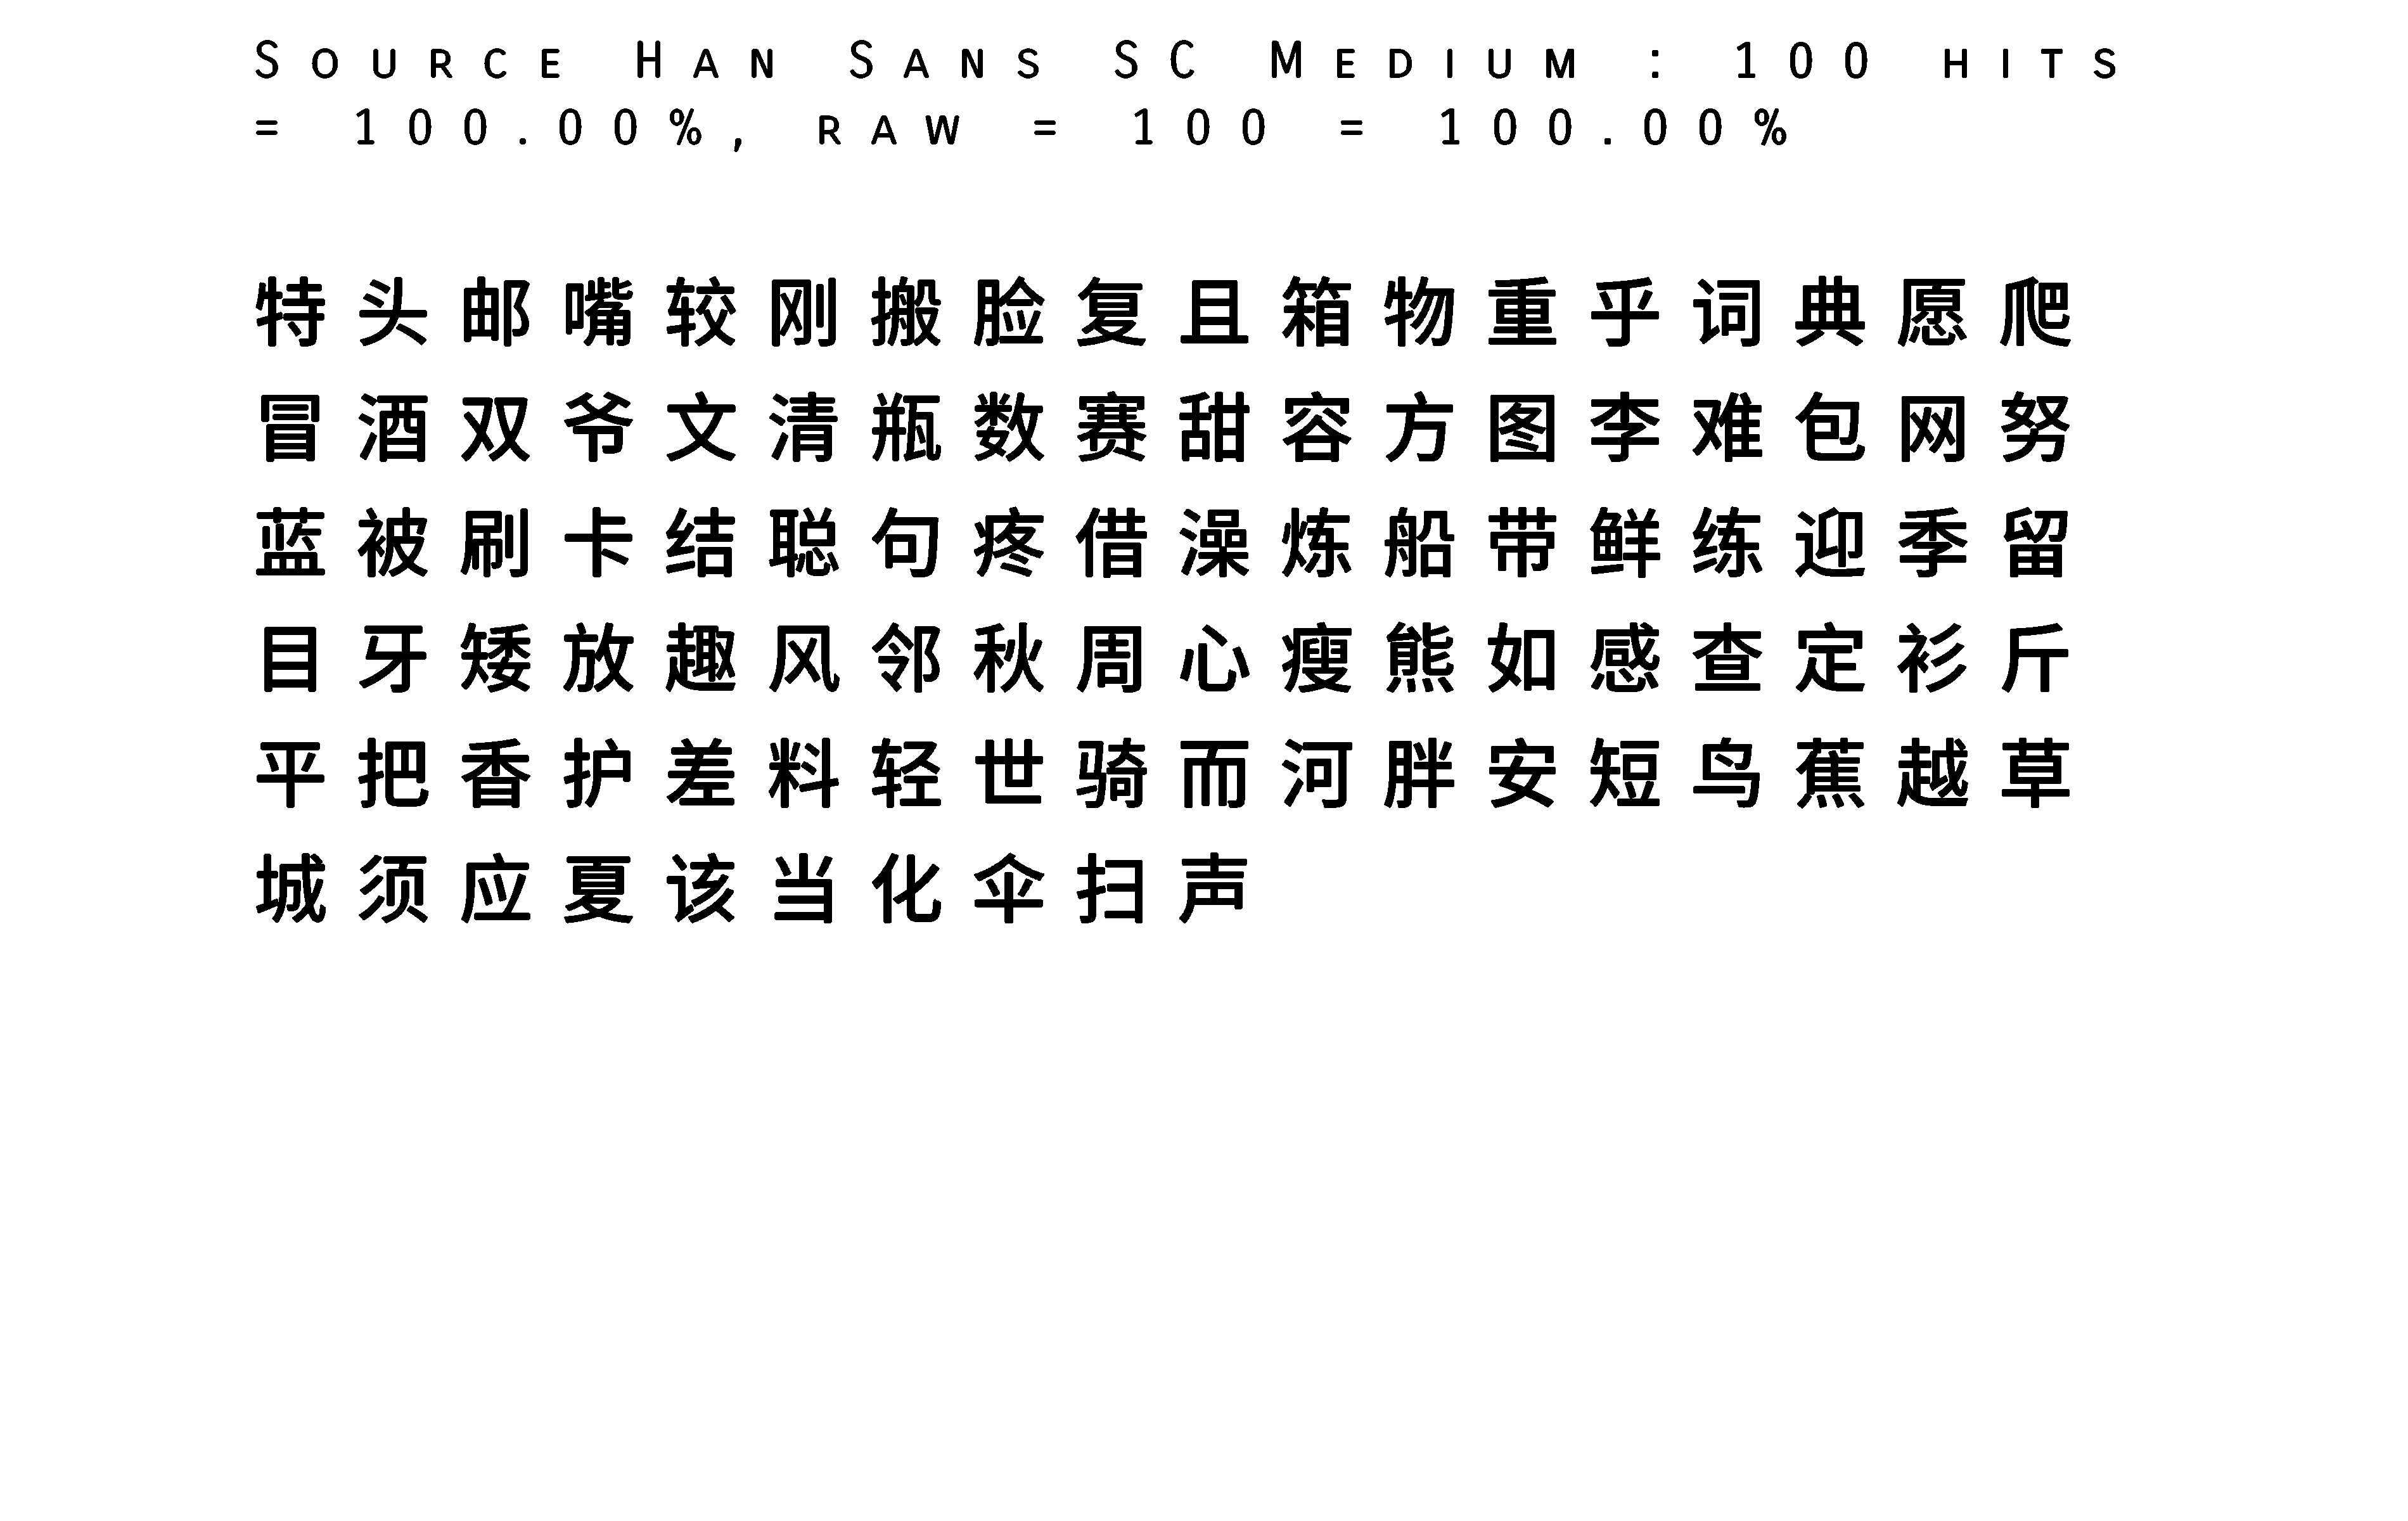 Source Han Sans SC Medium : 100 hits
= 100.00%, raw = 100 = 100.00%
特头邮嘴较刚搬脸复且箱物重乎词典愿爬
冒酒双爷文清瓶数赛甜容方图李难包网努
蓝被刷卡结聪句疼借澡炼船带鲜练迎季留
目牙矮放趣风邻秋周心瘦熊如感查定衫斤
平把香护差料轻世骑而河胖安短鸟蕉越草
城须应夏该当化伞扫声